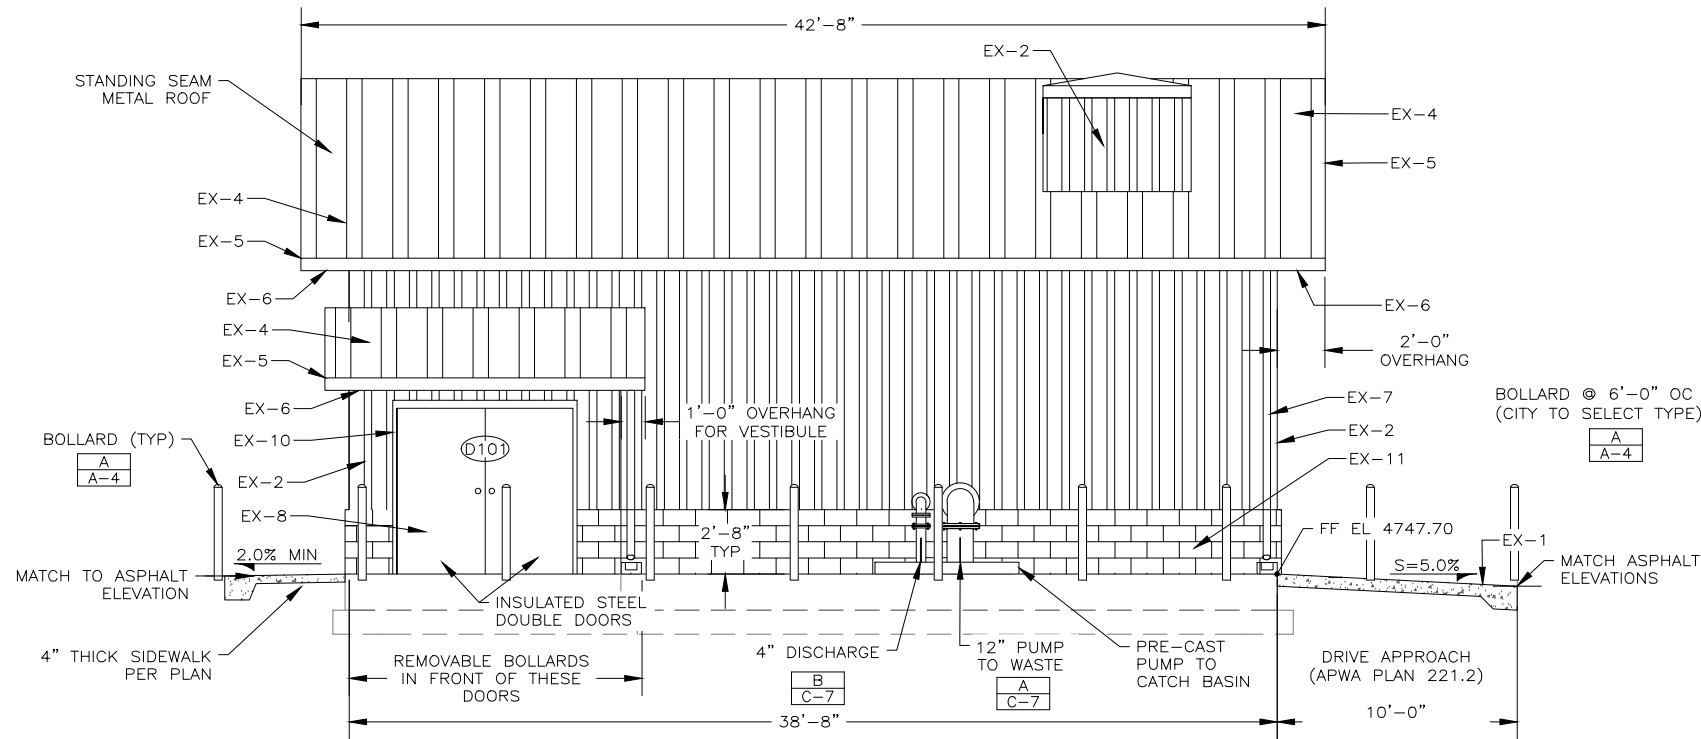 42'-8"
EX-2
STANDING SEAM
METAL ROOF
EX-4
EX-5
EX-4
EX-5
EX-6
EX-6
EX-4
EX-5
2'-0"
OVERHANG
EX-6
1'-0" OVERHANG
FOR VESTIBULE
EX-7
BOLLARD @ 6'-0" OC
(CITY TO SELECT TYPE)
A
A-4
EX-10
BOLLARD (TYP)
A
A-4
D101
EX-2
EX-2
EX-11
EX-8
2'-8"
TYP
FF EL 4747.70
EX-1
2.0% MIN
S=5.0%
MATCH TO ASPHALT
ELEVATION
MATCH ASPHALT
ELEVATIONS
INSULATED STEEL
DOUBLE DOORS
4" THICK SIDEWALK
PER PLAN
REMOVABLE BOLLARDS
IN FRONT OF THESE
DOORS
4" DISCHARGE
B
C-7
12" PUMP
TO WASTE
A
C-7
PRE-CAST
PUMP TO
CATCH BASIN
DRIVE APPROACH
(APWA PLAN 221.2)
38'-8"
10'-0"